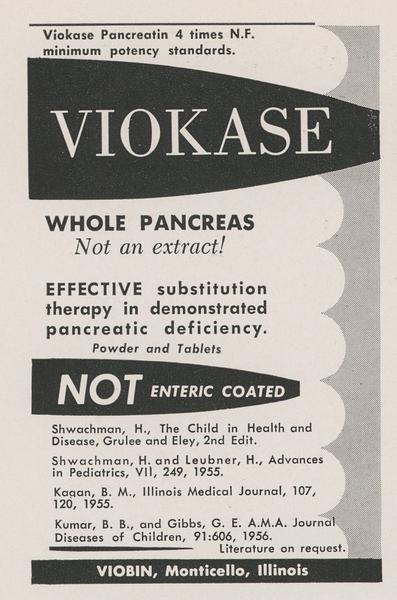 Viokase Pancreatin 4 times N.F.
minimum potency standards.
VIOKASE
WHOLE PANCREAS
Not an extract!
EFFECTIVE substitution
therapy in demonstrated
pancreatic deficiency.
Powder and Tablets
NOT ENTERIC COATED
Shwachman, H., The Child in Health and
Disease, Grulee and Eley, 2nd Edit.
Shwachman, H. and Leubner, H., Advances
in Pediatrics, VII, 249, 1955.
Kagan, B. M., Illinois Medical Journal, 107,
120, 1955.
Kumar, B. B., and Gibbs, G. E. A.M.A. Journal
Diseases of Children, 91:606, 1956.
Literature on request.
VIOBIN, Monticello, Illinois